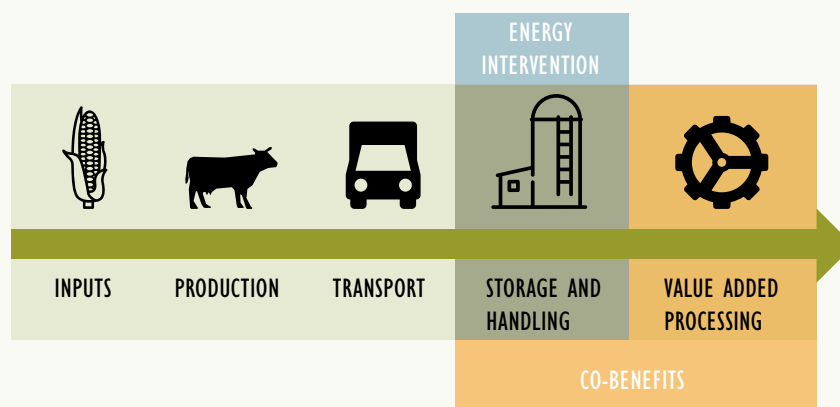 ENERGY
INTERVENTION
INPUTS
PRODUCTION
TRANSPORT
STORAGE AND
HANDLING
VALUE ADDED
PROCESSING
CO-BENEFITS